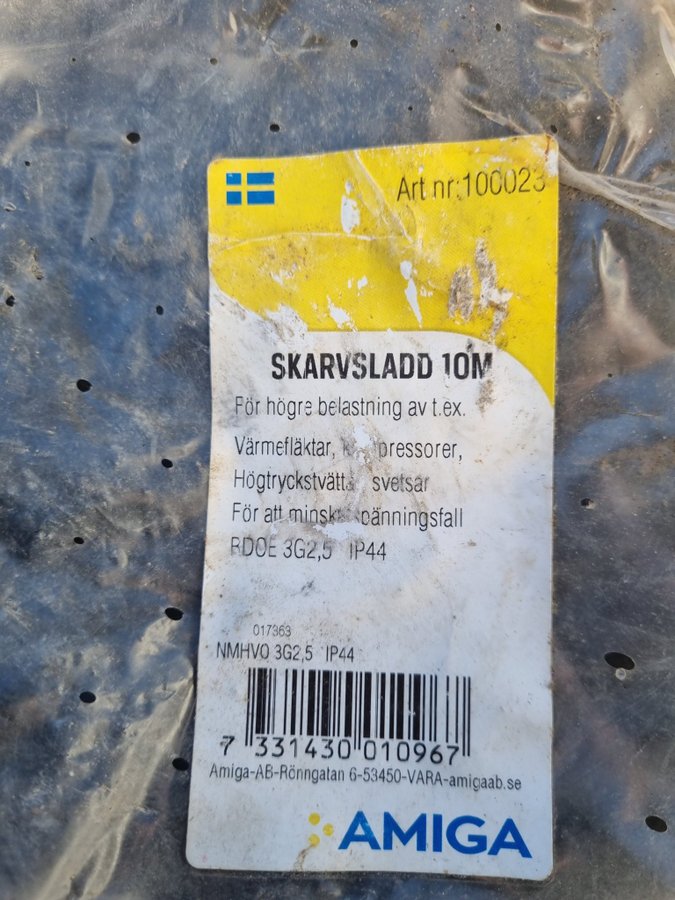 Art nr:100023
SKARVSLADD 10M
För högre belastning av t.ex.
Värmefläktar,
svetsar
För att
RDOE 3G2,5 IP44
017363
NMHVO 3G2,5 IP44
7 331430 010967
Amiga-AB-Rönngatan 6-53450-VARA-amigaab.se
AMIGA